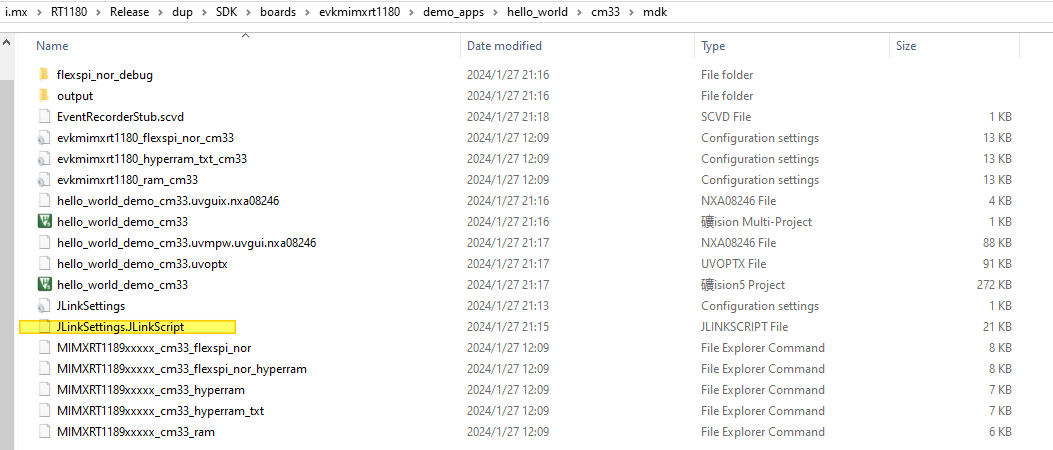 i.mx > RT1180 > Release > dup > SDK > boards > evkmimxrt1180 > demo_apps > hello_world > cm33 > mdk
Name Date modified Type Size
flexspi_nor_debug 2024/1/27 21:16 File folder
output 2024/1/27 21:16 File folder
EventRecorderStub.scvd 2024/1/27 21:18 SCVD File 1 KB
evkmimxrt1180_flexspi_nor_cm33 2024/1/27 12:09 Configuration settings 13 KB
evkmimxrt1180_hyperram_txt_cm33 2024/1/27 12:09 Configuration settings 13 KB
evkmimxrt1180_ram_cm33 2024/1/27 12:09 Configuration settings 13 KB
hello_world_demo_cm33.uvguix.nxa08246 2024/1/27 21:16 NXA08246 File 4 KB
hello_world_demo_cm33 2024/1/27 21:16 礦ision Multi-Project 1 KB
hello_world_demo_cm33.uvmpw.uvgui.nxa08246 2024/1/27 21:17 NXA08246 File 88 KB
hello_world_demo_cm33.uvoptx 2024/1/27 21:17 UVOPTX File 91 KB
hello_world_demo_cm33 2024/1/27 21:17 礦ision5 Project 272 KB
JLinkSettings 2024/1/27 21:13 Configuration settings 1 KB
JLinkSettings.JLinkScript 2024/1/27 21:15 JLINKSCRIPT File 21 KB
MIMXRT1189xxxxx_cm33_flexspi_nor 2024/1/27 12:09 File Explorer Command 8 KB
MIMXRT1189xxxxx_cm33_flexspi_nor_hyperram 2024/1/27 12:09 File Explorer Command 8 KB
MIMXRT1189xxxxx_cm33_hyperram 2024/1/27 12:09 File Explorer Command 7 KB
MIMXRT1189xxxxx_cm33_hyperram_txt 2024/1/27 12:09 File Explorer Command 7 KB
MIMXRT1189xxxxx_cm33_ram 2024/1/27 12:09 File Explorer Command 6 KB